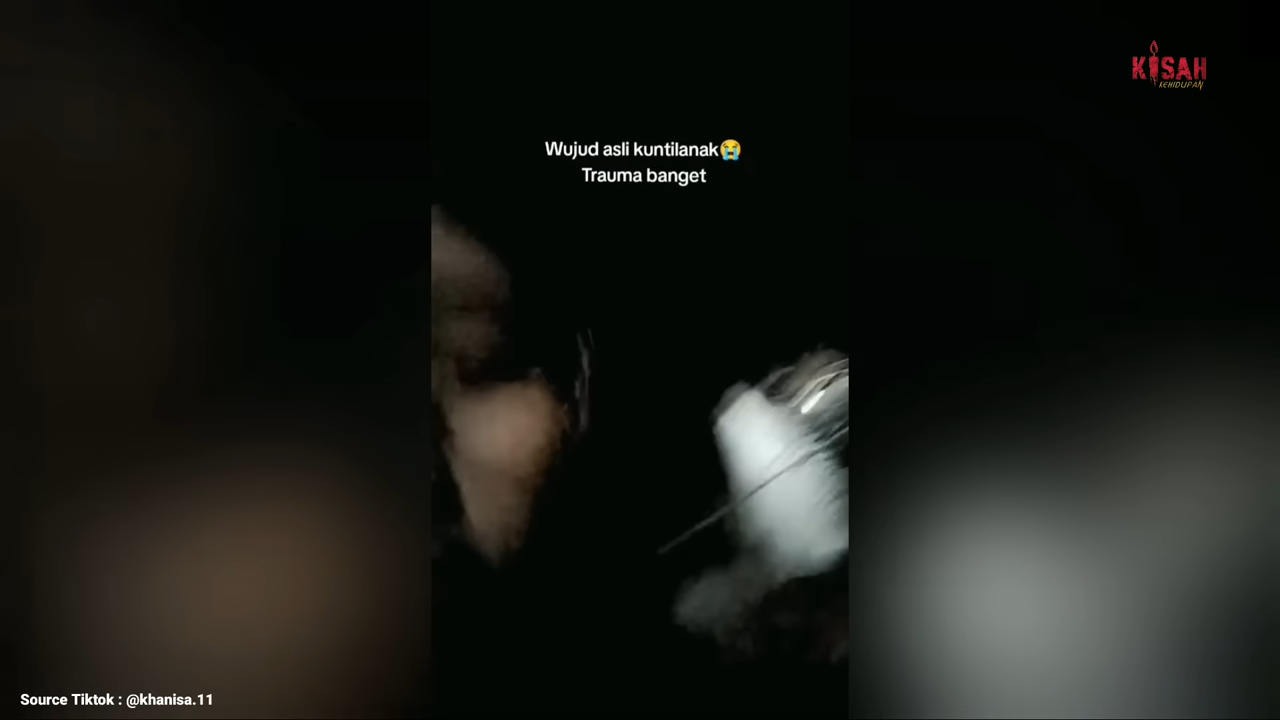 KISAH
KEHIDUPAN
Wujud asli kuntilanak😭
Trauma banget
Source Tiktok : @khanisa.11